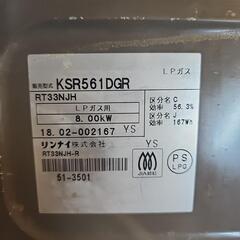 LPガス
販売型式 KSR561DGR
RT33NJH
LPガス用
8.00kW
区分名 C
効率 56.3%
区分名 J
167Wh
18.02-002167 YS
リンナイ株式会社 YS
RT33NJH-R
51-3501
JIA
PS
LPG